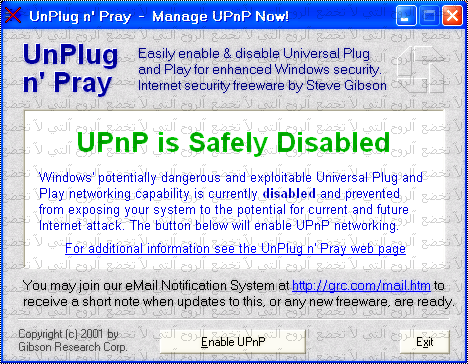 UnPlug n' Pray - Manage UPnP Now!
UnPlug
n' Pray
Easily enable & disable Universal Plug
and Play for enhanced Windows security.
Internet security freeware by Steve Gibson
UPnP is Safely Disabled
Windows' potentially dangerous and exploitable Universal Plug and
Play networking capability is currently disabled and prevented
from exposing your system to the potential for current and future
Internet attack. The button below will enable UPnP networking.
For additional information see the UnPlug n' Pray web page
You may join our eMail Notification System at http://grc.com/mail.htm to
receive a short note when updates to this, or any new freeware, are ready.
Copyright (c) 2001 by
Gibson Research Corp.
Enable UPnP
Exit